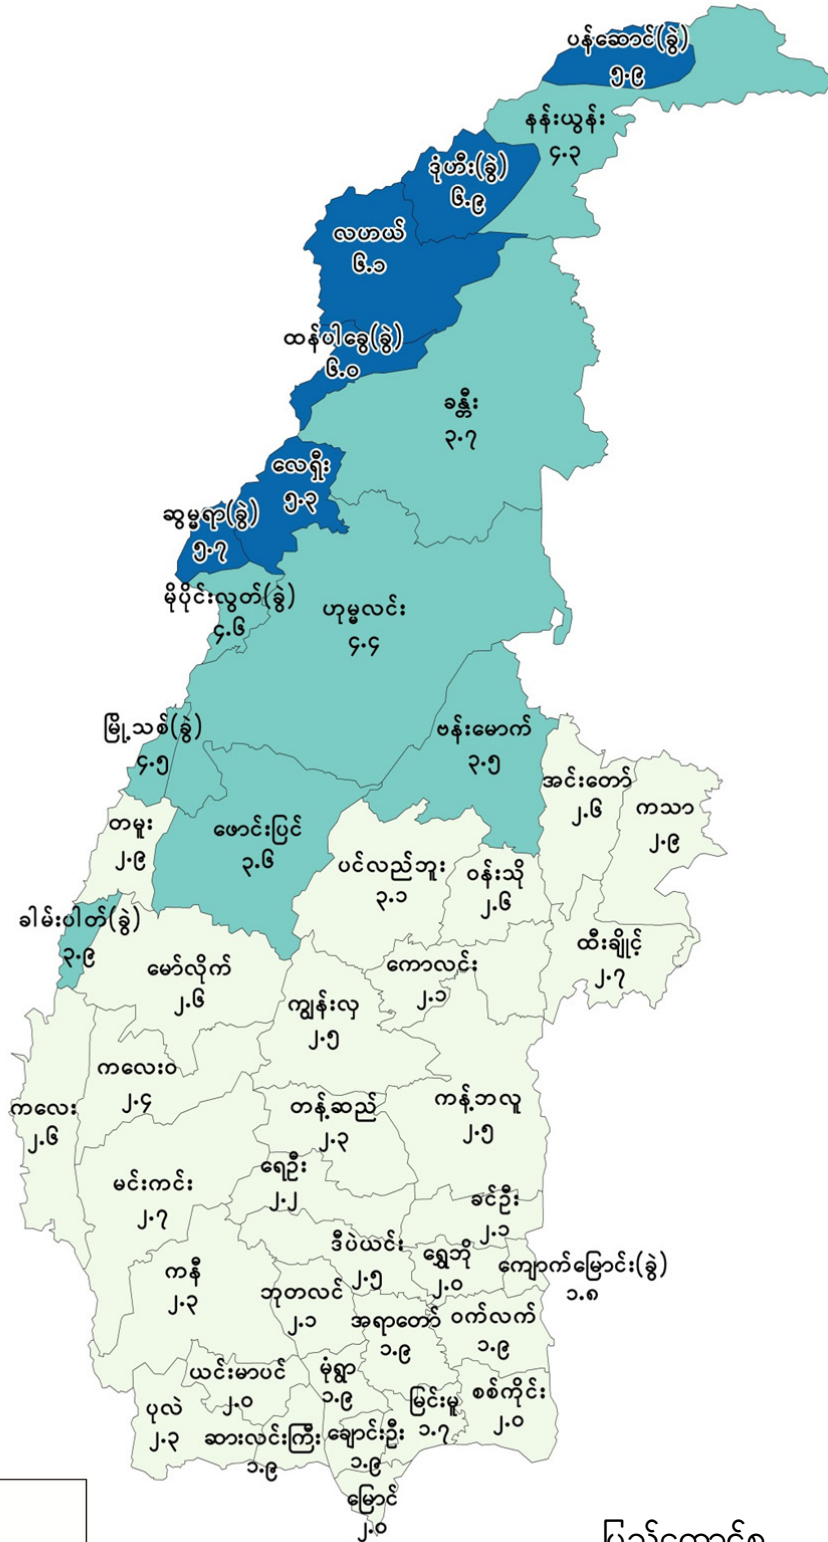 ပန်ဆောင်(ခွဲ)
၅.၉
နန်းယွန်း
၄.၃
ဒုံဟီး(ခွဲ)
၆.၉
လဟယ်
၆.၁
ထန်ပါခွေ(ခွဲ)
၆.၀
ခန္တီး
၃.၇
လေရှီး
၅.၃
ဆွမ္မရာ(ခွဲ)
၅.၇
မိုပိုင်းလွတ်(ခွဲ)
၄.၆
ဟုမ္မလင်း
၄.၄
မြို့သစ်(ခွဲ)
၄.၅
ဗန်းမောက်
၃.၅
အင်းတော်
၂.၆
ကသာ
၂.၉
တမူး
၂.၉
ဖောင်းပြင်
၃.၆
ပင်လည်ဘူး
၃.၁
ဝန်းသို
၂.၆
ခါမ်းပါတ်(ခွဲ)
၃.၉
ထီးချိုင့်
၂.၇
မော်လိုက်
၂.၆
ကောလင်း
၂.၁
ကျွန်းလှ
၂.၅
ကလေးဝ
၂.၄
ကလေး
၂.၆
တန့်ဆည်
၂.၃
ကန့်ဘလူ
၂.၅
ရေဦး
၂.၂
မင်းကင်း
၂.၇
ခင်ဦး
၂.၁
ဒီပဲယင်း
၂.၅
ရွှေဘို
၂.၀
ကျောက်မြောင်း(ခွဲ)
၁.၈
ကနီ
၂.၃
ဘုတလင်
၂.၁
အရာတော်
၁.၉
ဝက်လက်
၁.၉
ယင်းမာပင်
၂.၀
မုံရွာ
၁.၉
မြင်းမူ
၁.၇
စစ်ကိုင်း
၂.၀
ပုလဲ
၂.၃
ဆားလင်းကြီး
၁.၉
ချောင်းဦး
၁.၉
မြောင်
၂.၀